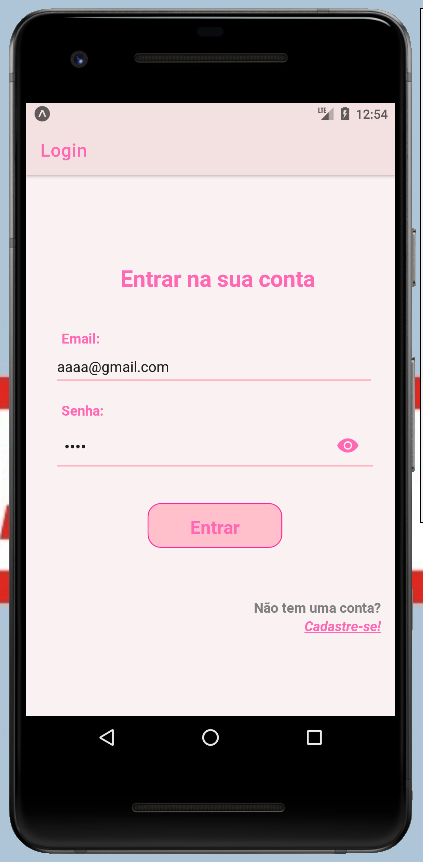 LTE 12:54
Login
Entrar na sua conta
Email:
aaaa@gmail.com
Senha:
••••
Entrar
Não tem uma conta?
Cadastre-se!